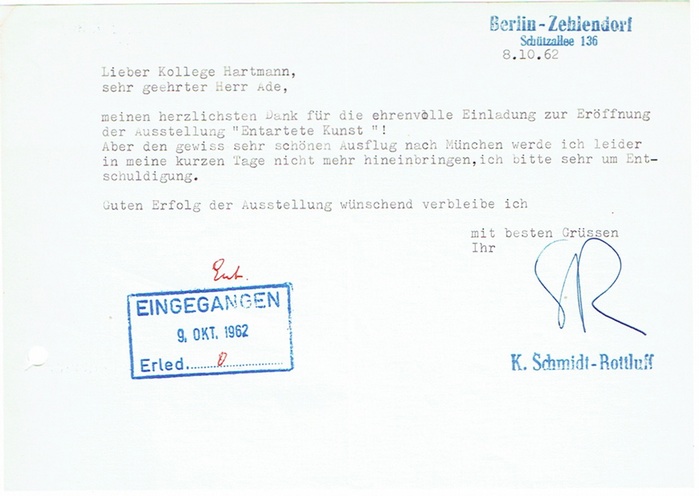 Berlin-Zehlendorf
Schützallee 136
8.10.62
Lieber Kollege Hartmann,
sehr geehrter Herr Ade,
meinen herzlichsten Dank für die ehrenvolle Einladung zur Eröffnung
der Ausstellung "Entartete Kunst "!
Aber den gewiss sehr schönen Ausflug nach München werde ich leider
in meine kurzen Tage nicht mehr hineinbringen,ich bitte sehr um Ent-
schuldigung.
Guten Erfolg der Ausstellung wünschend verbleibe ich
mit besten Grüssen
Ihr
K. Schmidt-Rottluff
Ent.
EINGEGANGEN
9. OKT. 1962
Erled...............